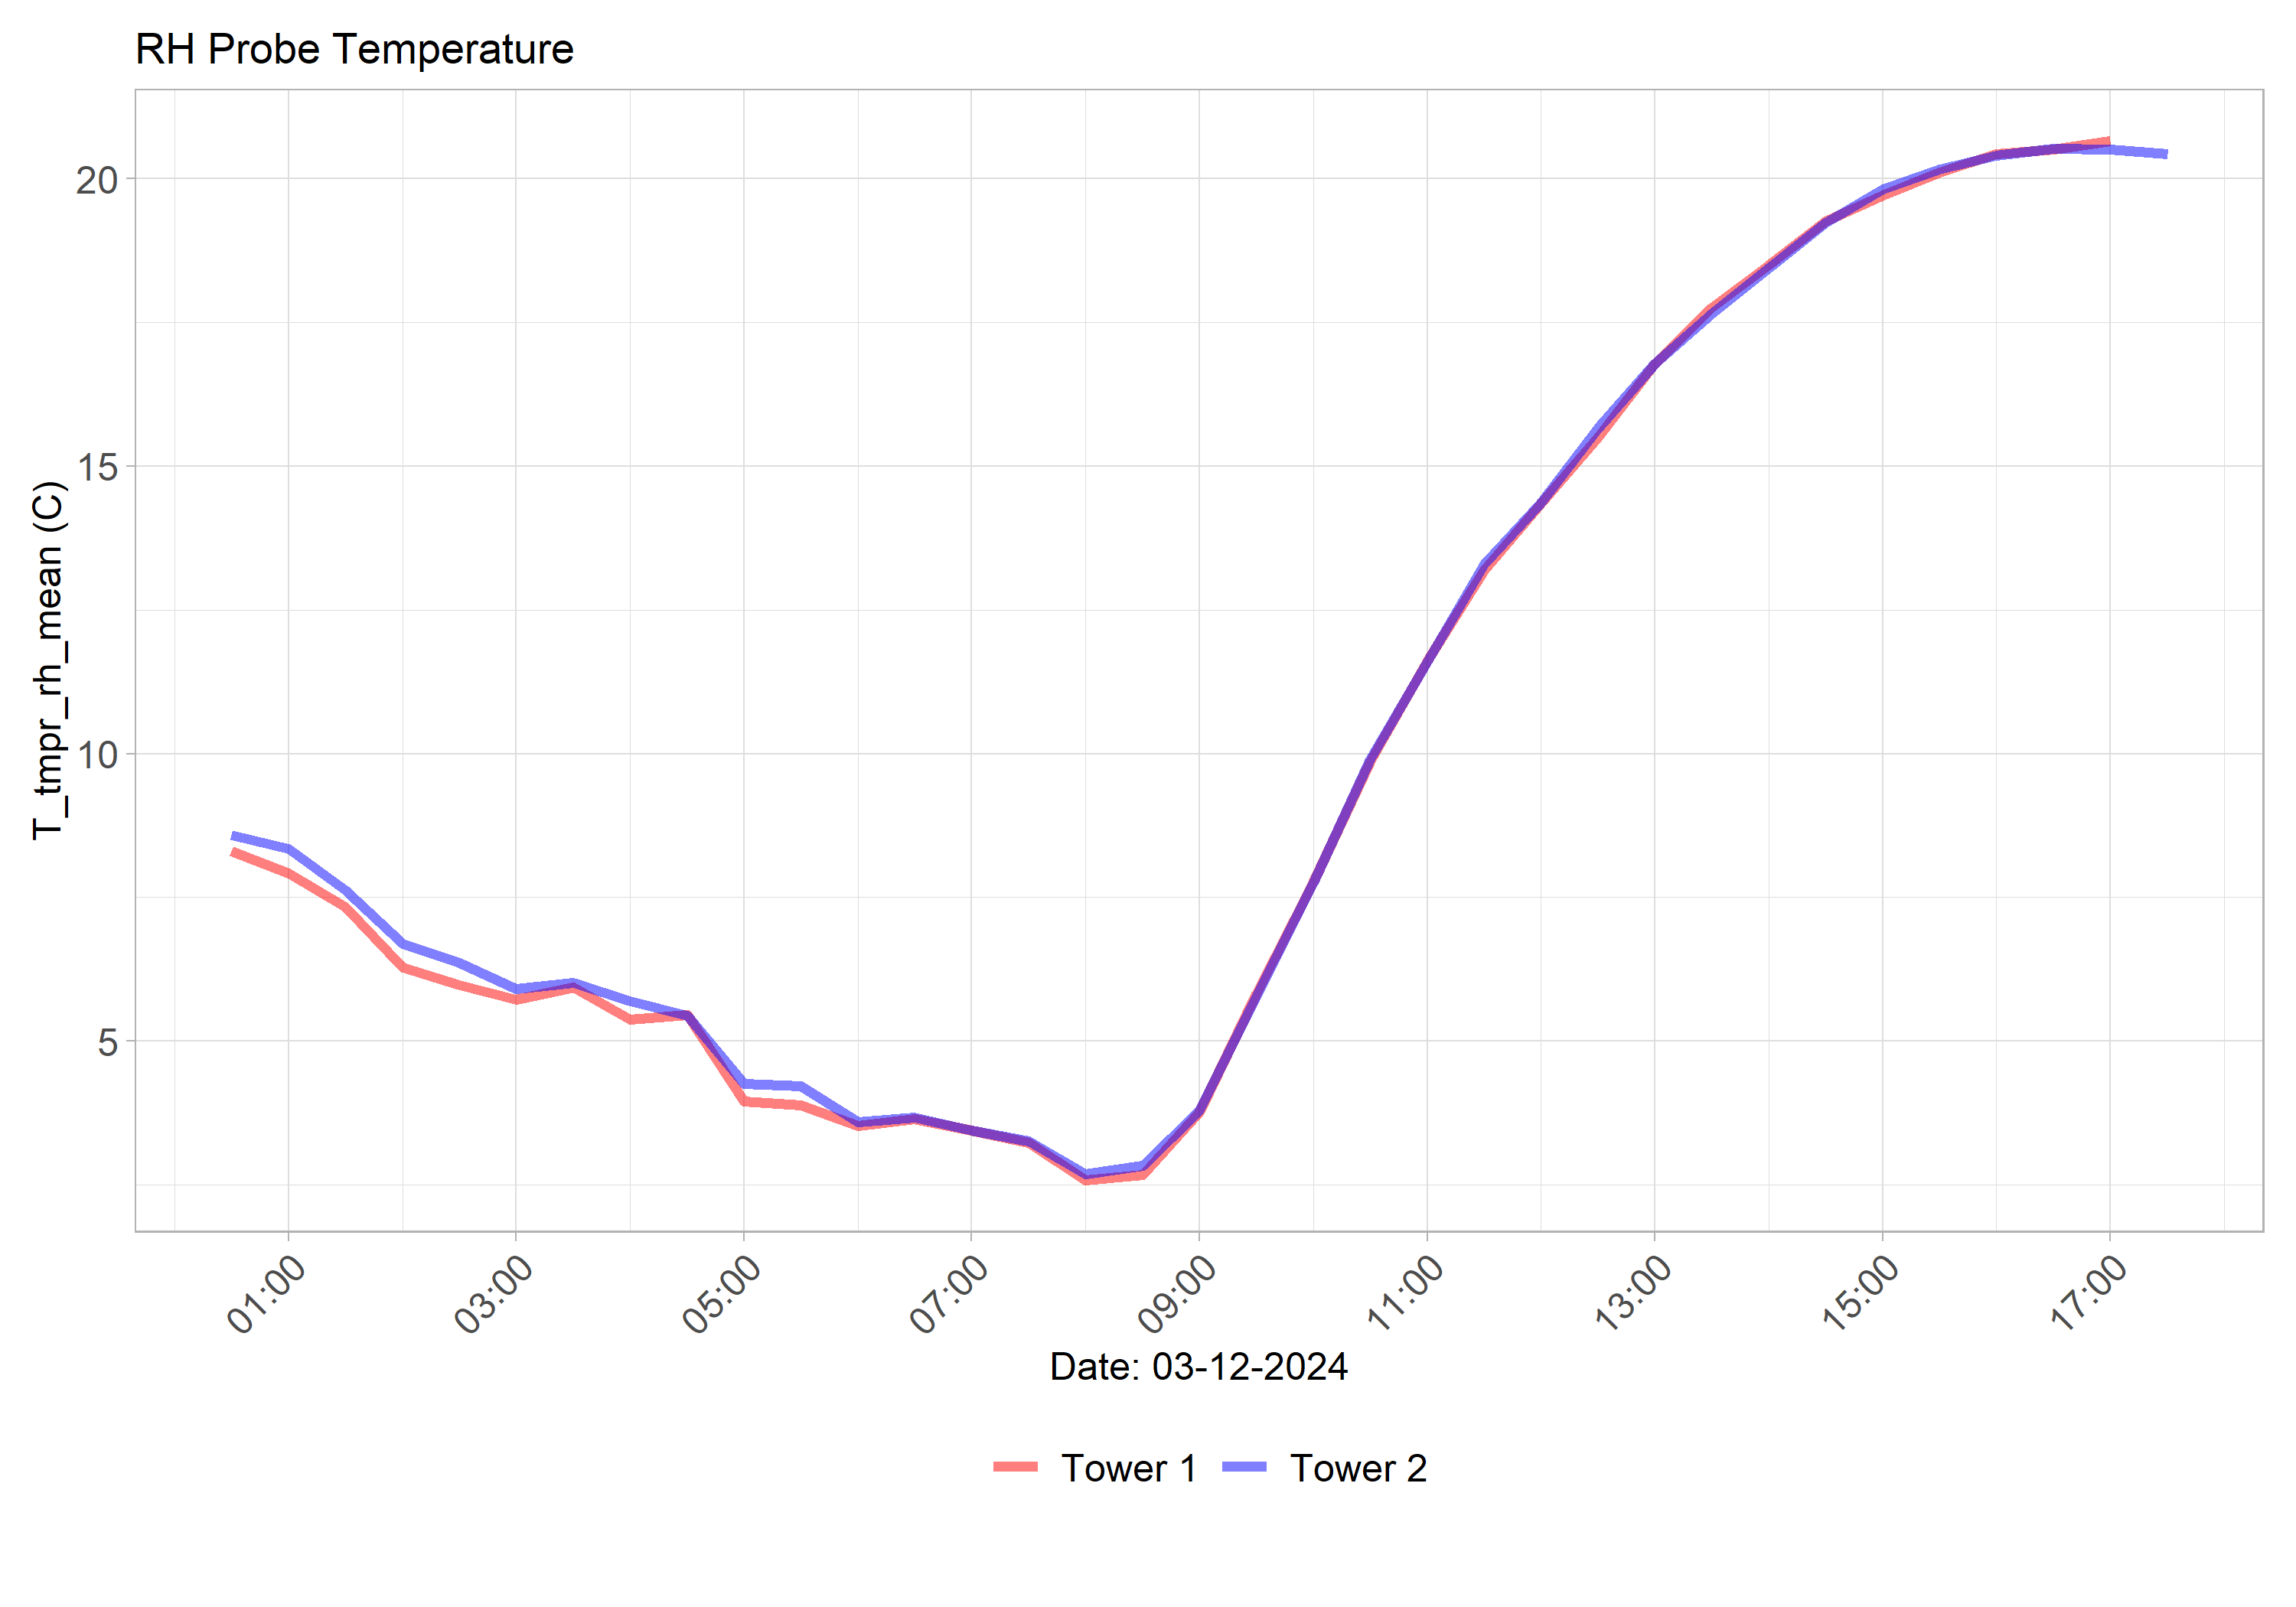 RH Probe Temperature
T_tmpr_rh_mean (C)
20
15
10
5
01:00 03:00 05:00 07:00 09:00 11:00 13:00 15:00 17:00
Date: 03-12-2024
Tower 1 Tower 2